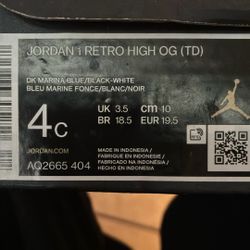 JORDAN 1 RETRO HIGH OG (TD)
DK MARINA BLUE/BLACK-WHITE
BLEU MARINE FONCE/BLANC/NOIR
4C
UK 3.5 cm 10
BR 18.5 EUR 19.5
JORDAN.COM
AQ2665 404
MADE IN INDONESIA /
FABRIQUÉ EN INDONESIE /
FABRICADO EN INDONESIA /
HECHO EN INDONESIA